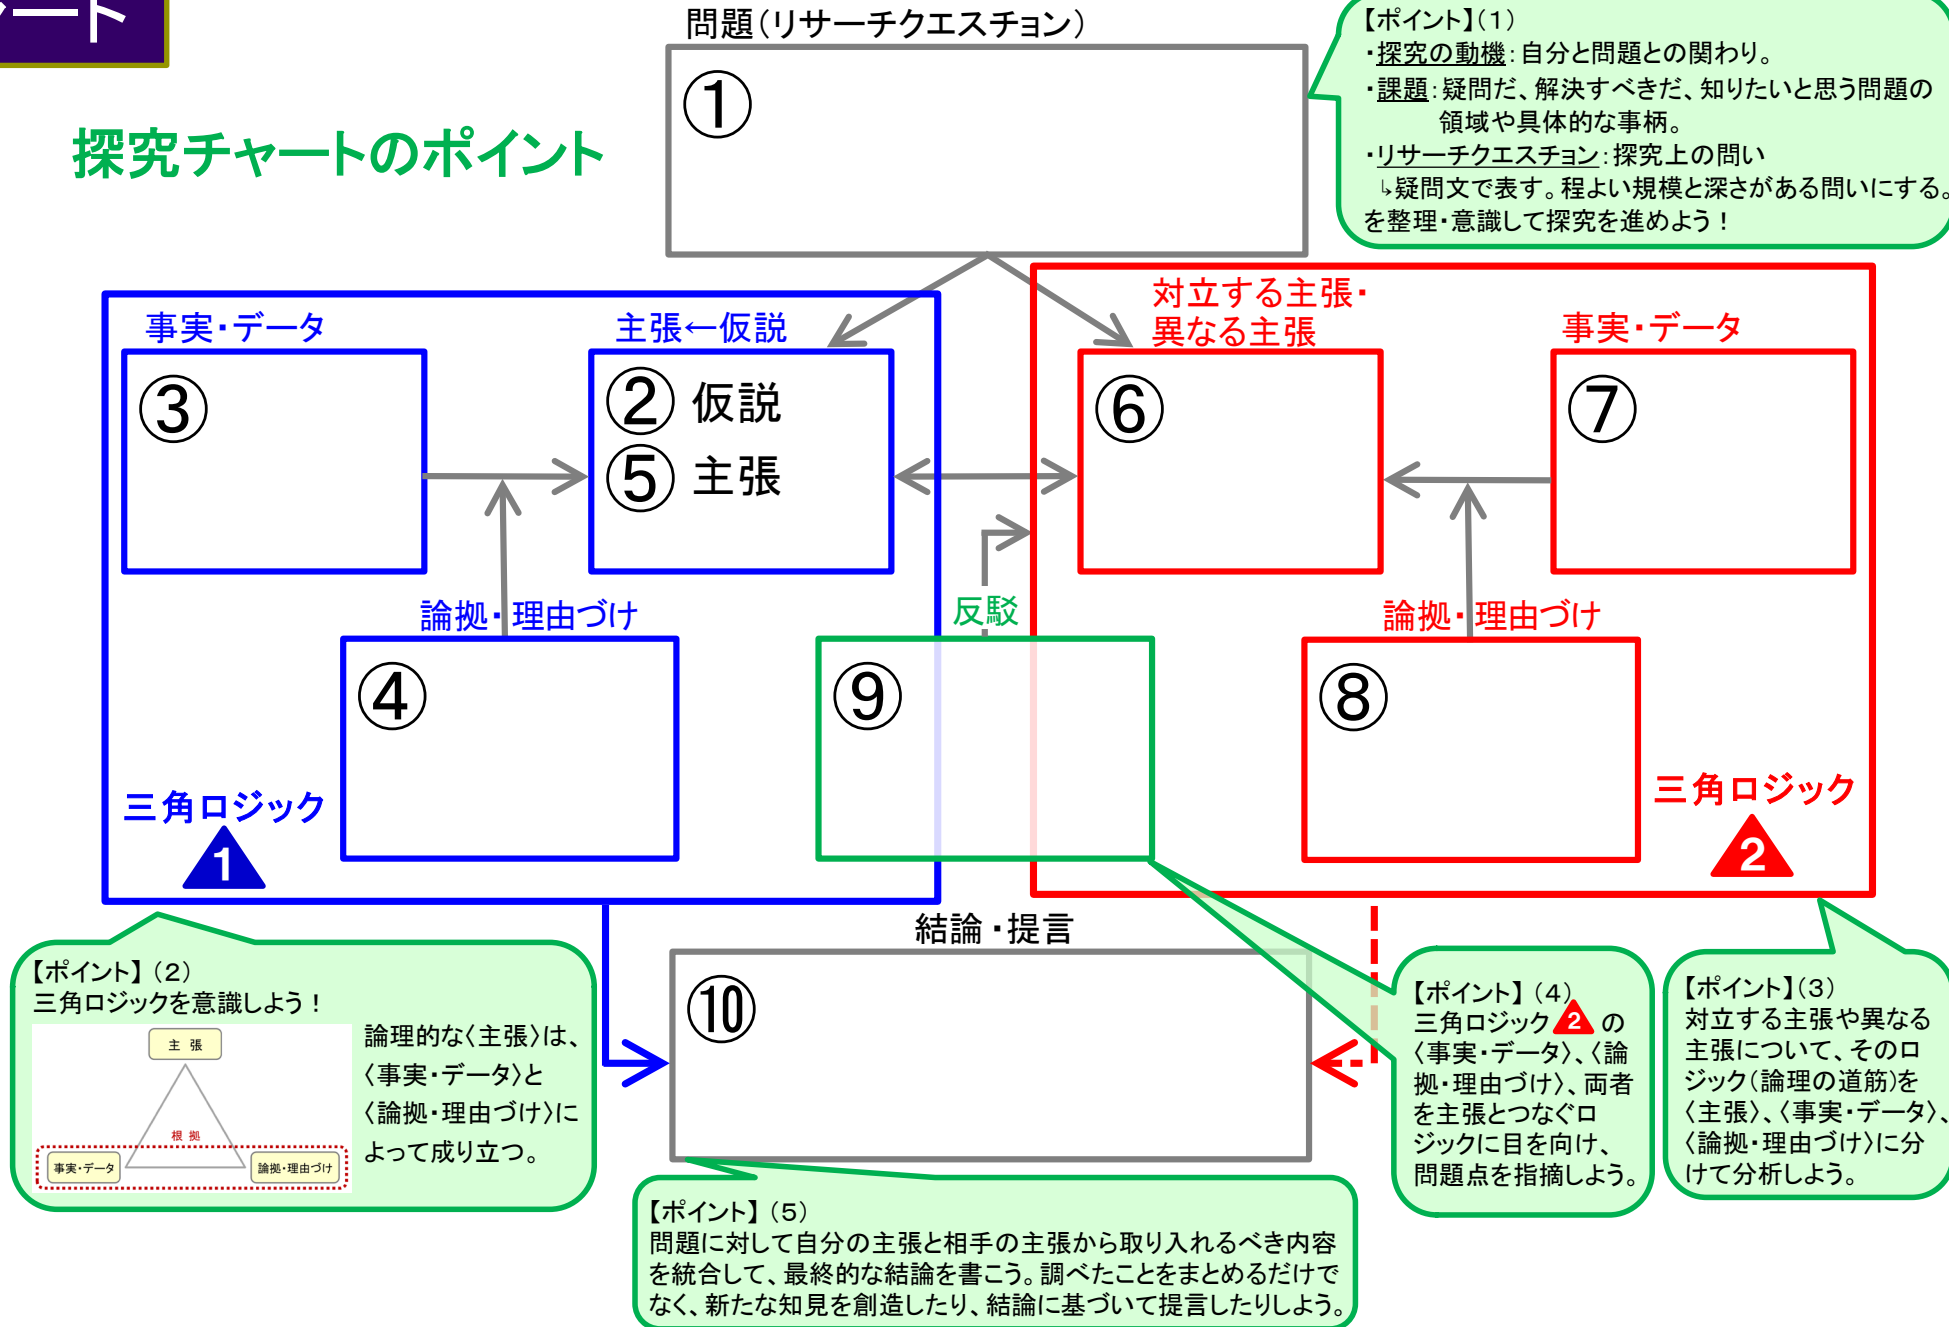 ート
探究チャートのポイント
問題(リサーチクエスチョン)
①
【ポイント】(1)
・探究の動機:自分と問題との関わり。
・課題:疑問だ、解決すべきだ、知りたいと思う問題の
領域や具体的な事柄。
・リサーチクエスチョン:探究上の問い
↳疑問文で表す。程よい規模と深さがある問いにする。
を整理・意識して探究を進めよう!
事実・データ
③
主張←仮説
② 仮説
⑤ 主張
論拠・理由づけ
④
三角ロジック
1
対立する主張・
異なる主張
⑥
事実・データ
⑦
論拠・理由づけ
⑧
三角ロジック
2
反駁
⑨
結論・提言
⑩
【ポイント】(2)
三角ロジックを意識しよう!
主 張
根 拠
事実・データ
論拠・理由づけ
論理的な〈主張〉は、
〈事実・データ〉と
〈論拠・理由づけ〉に
よって成り立つ。
【ポイント】(4)
三角ロジック 2 の
〈事実・データ〉、〈論
拠・理由づけ〉、両者
を主張とつなぐロ
ジックに目を向け、
問題点を指摘しよう。
【ポイント】(3)
対立する主張や異なる
主張について、そのロ
ジック(論理の道筋)を
〈主張〉、〈事実・データ〉、
〈論拠・理由づけ〉に分
けて分析しよう。
【ポイント】(5)
問題に対して自分の主張と相手の主張から取り入れるべき内容
を統合して、最終的な結論を書こう。調べたことをまとめるだけで
なく、新たな知見を創造したり、結論に基づいて提言したりしよう。